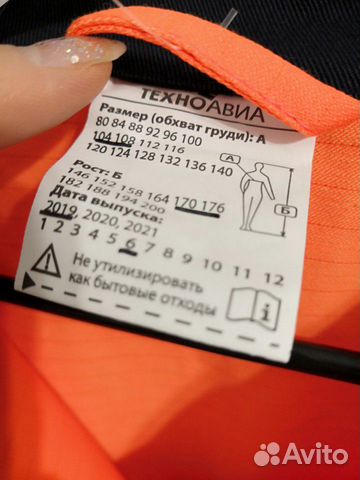 ТЕХНОАВИА
Размер (обхват груди): А
80 84 88 92 96 100
104 108 112 116
120 124 128 132 136 140
Рост: Б
146 152 158 164 170 176
182 188 194 200
Дата выпуска:
2019, 2020, 2021
1 2 3 4 5 6 7 8 9 10 11 12
Не утилизировать
как бытовые отходы
А
Б
Avito